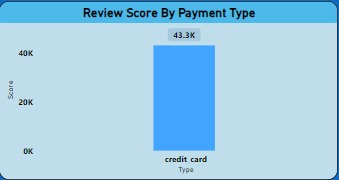 Review Score By Payment Type
43.3K
40K
20K
0K
Score
credit card
Type